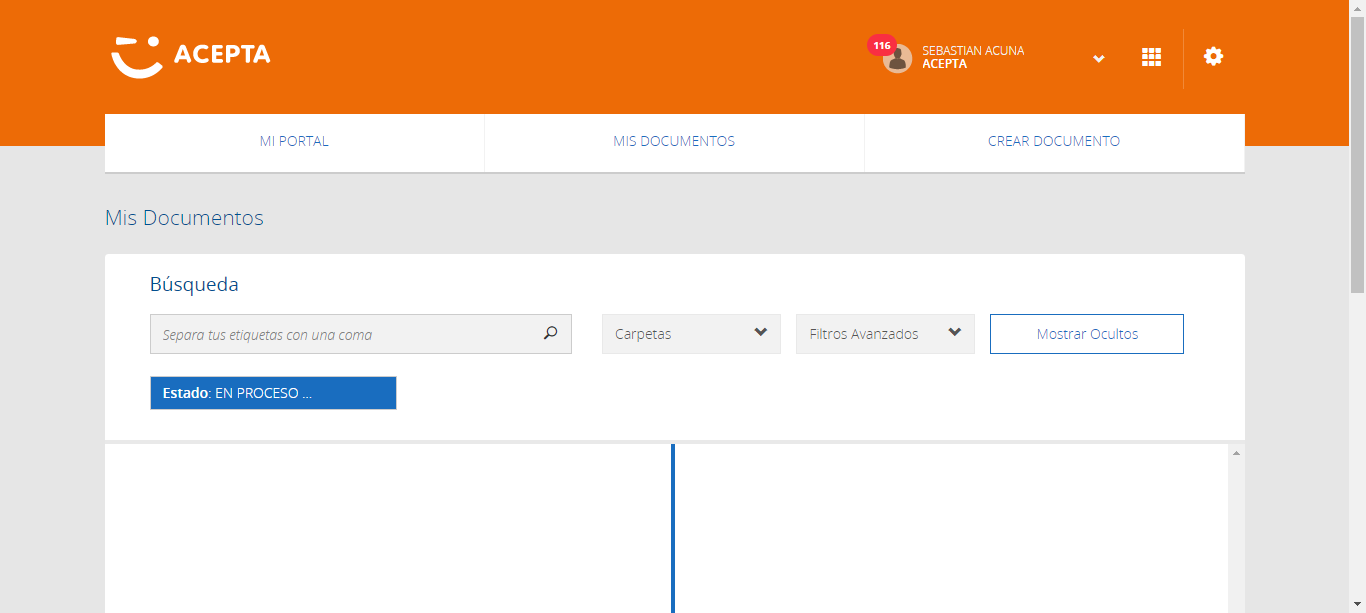 ACEPTA
116
SEBASTIAN ACUNA
ACEPTA
MI PORTAL
MIS DOCUMENTOS
CREAR DOCUMENTO
Mis Documentos
Búsqueda
Separa tus etiquetas con una coma
Carpetas
Filtros Avanzados
Mostrar Ocultos
Estado: EN PROCESO ...